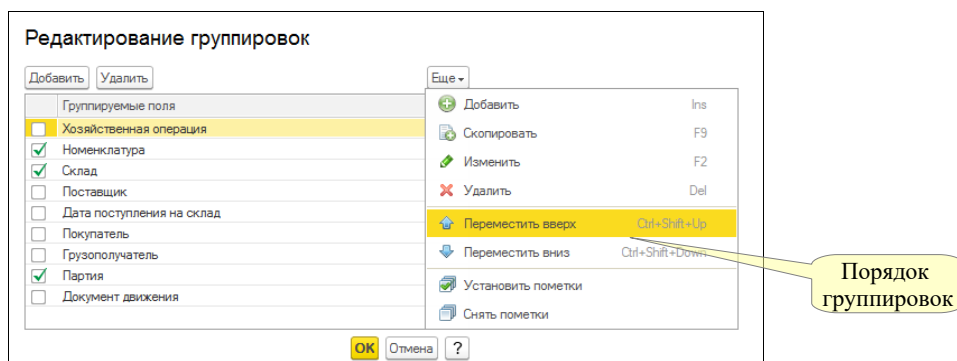 Редактирование группировок
Добавить Удалить Еще
Группируемые поля
Хозяйственная операция
Номенклатура
Склад
Поставщик
Дата поступления на склад
Покупатель
Грузополучатель
Партия
Документ движения
Добавить Ins
Скопировать F9
Изменить F2
Удалить Del
Переместить вверх Ctrl+Shift+Up
Переместить вниз Ctrl+Shift+Down
Установить пометки
Снять пометки
Порядок
группировок
ОК Отмена ?